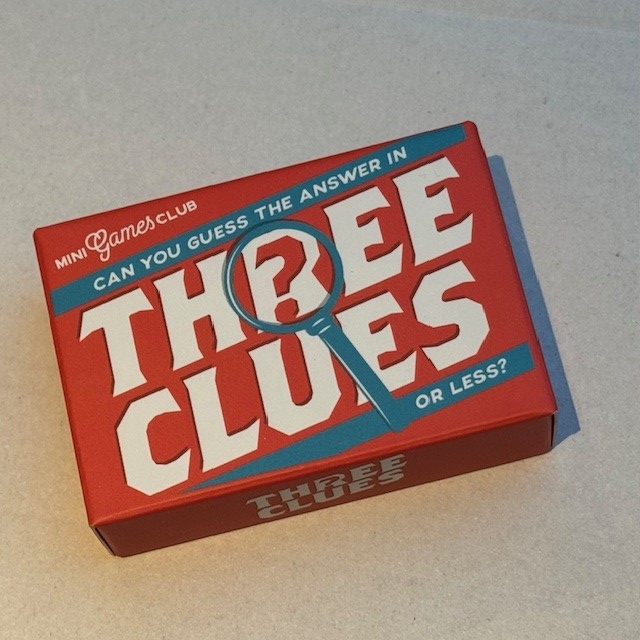 MINI Games CLUB
CAN YOU GUESS THE ANSWER IN
THREE
CLUES
OR LESS?
THREE
CLUES